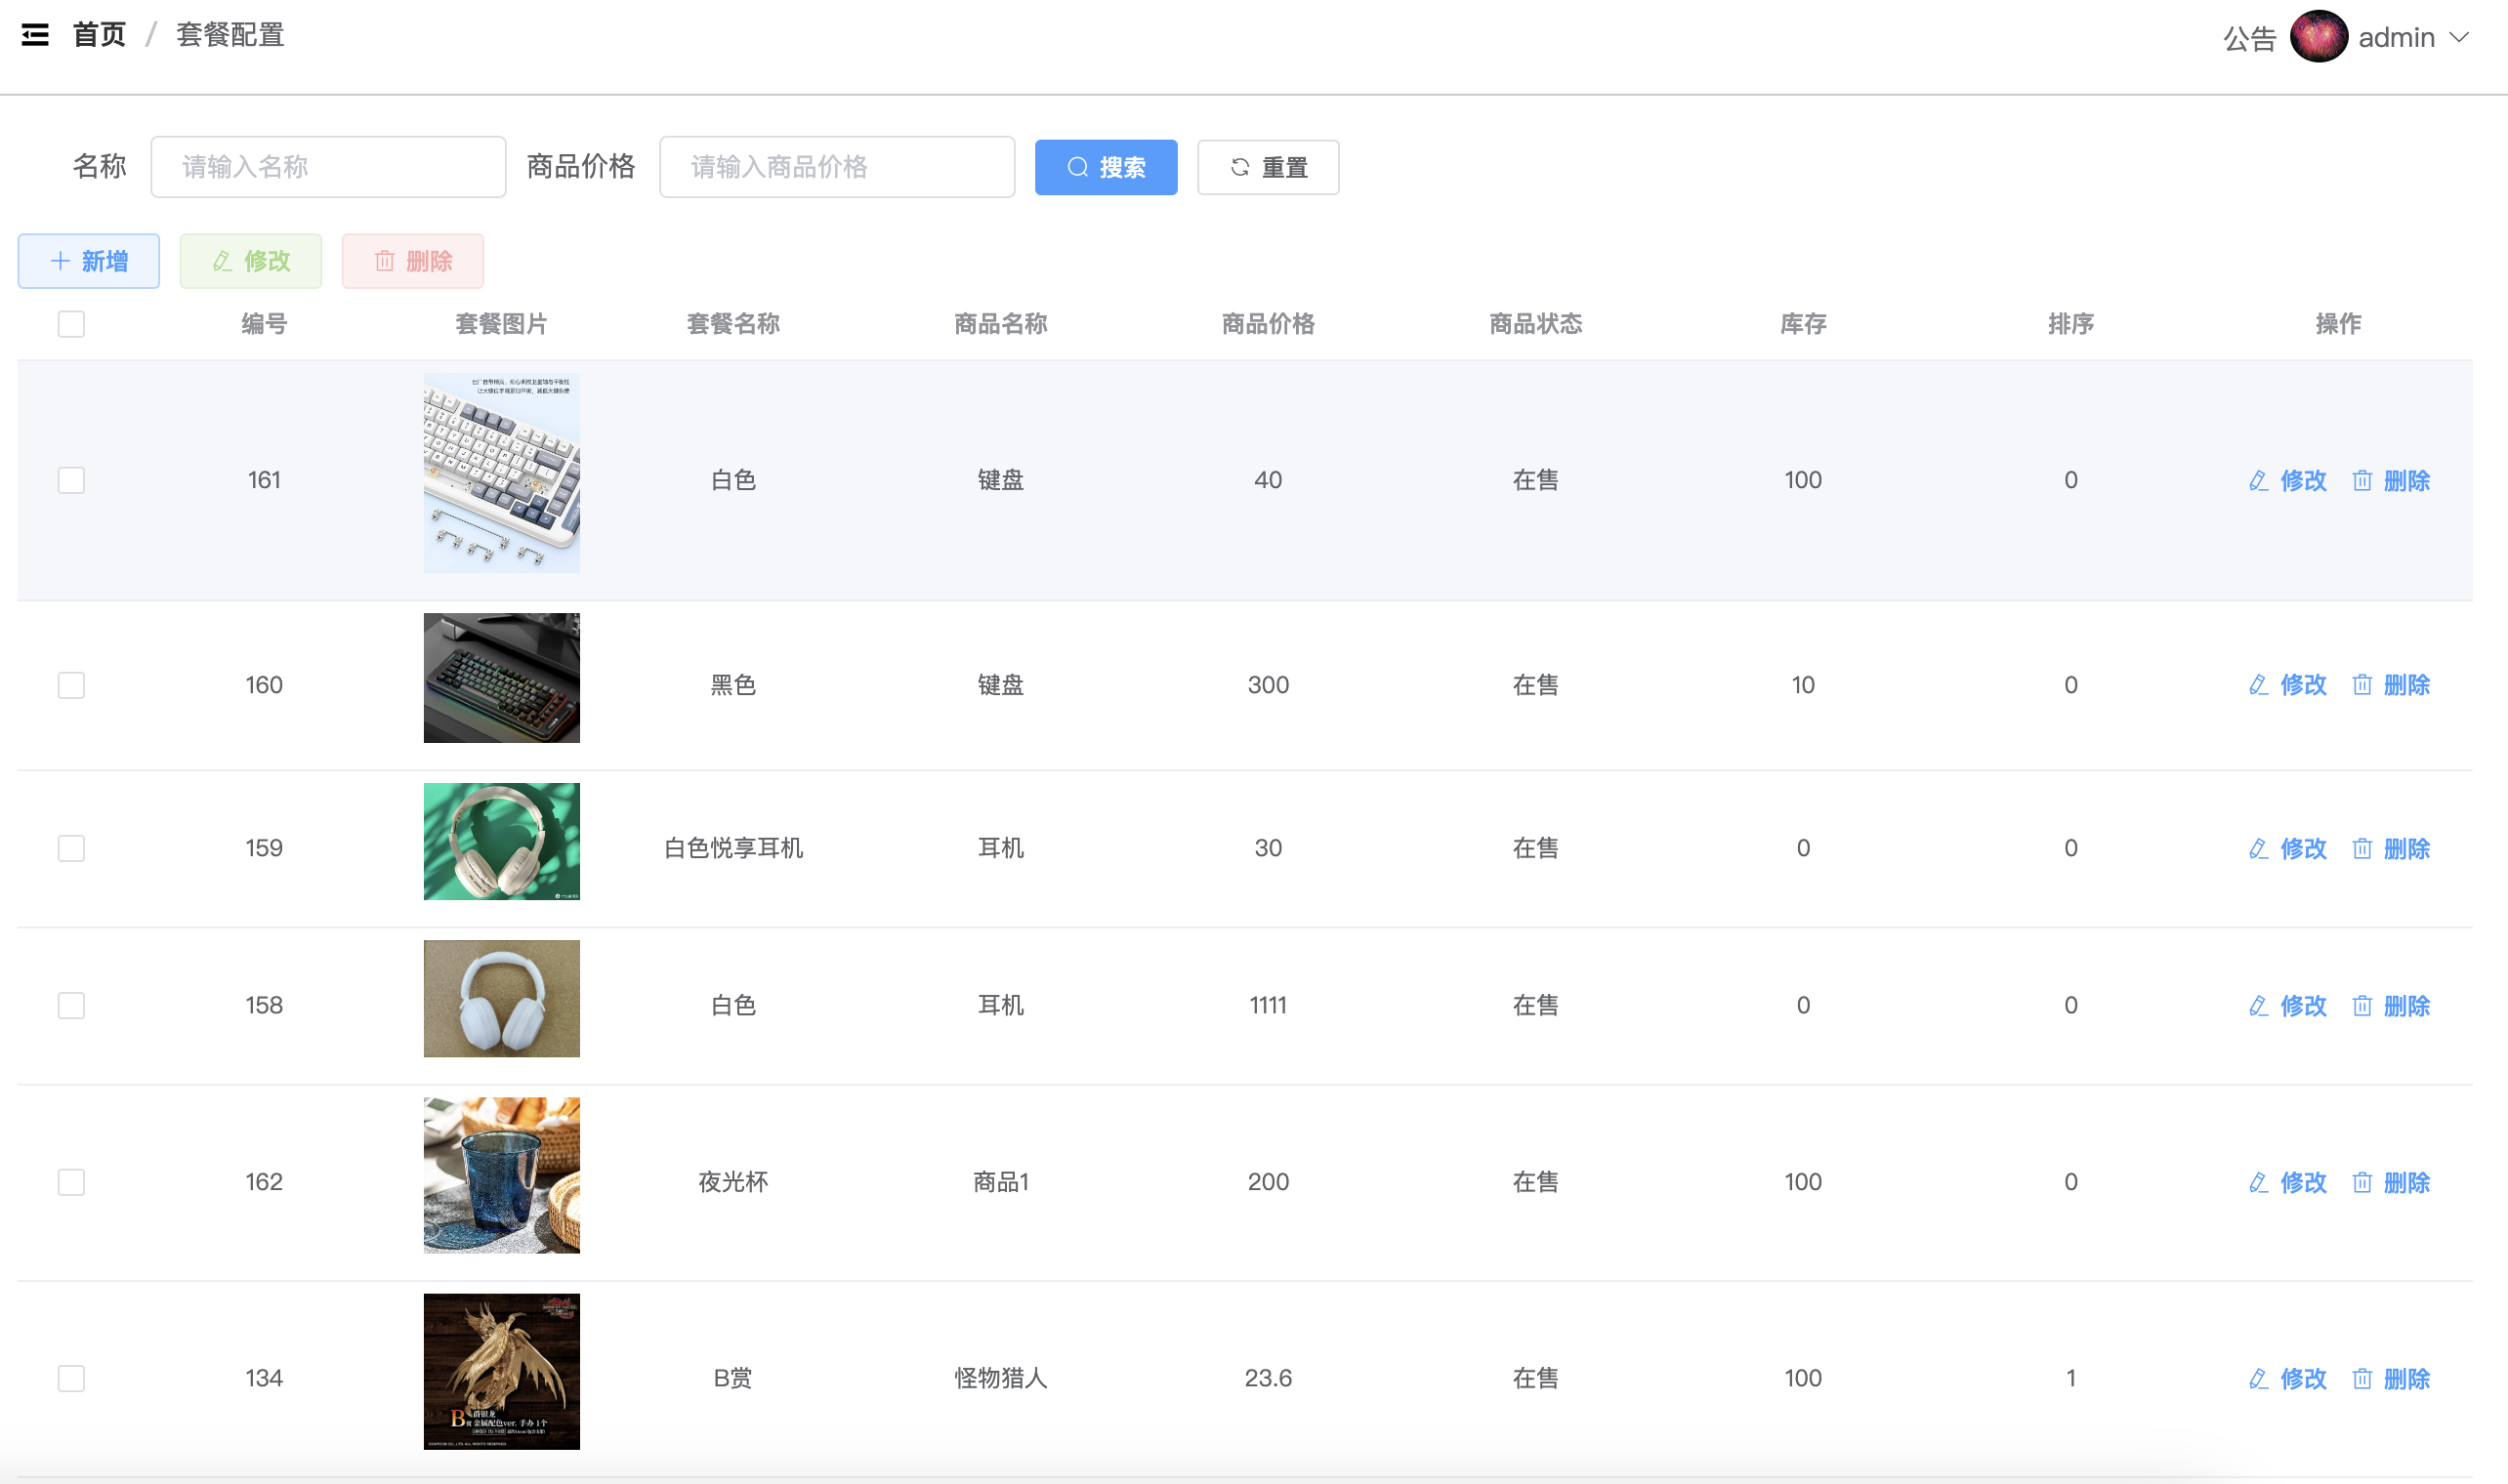 首页 / 套餐配置
公告 admin
名称 请输入名称 商品价格 请输入商品价格 搜索 重置
新增 修改 删除
编号 套餐图片 套餐名称 商品名称 商品价格 商品状态 库存 排序 操作
161 白色 键盘 40 在售 100 0 修改 删除
160 黑色 键盘 300 在售 10 0 修改 删除
159 白色悦享耳机 耳机 30 在售 0 0 修改 删除
158 白色 耳机 1111 在售 0 0 修改 删除
162 夜光杯 商品1 200 在售 100 0 修改 删除
134 B赏 怪物猎人 23.6 在售 100 1 修改 删除